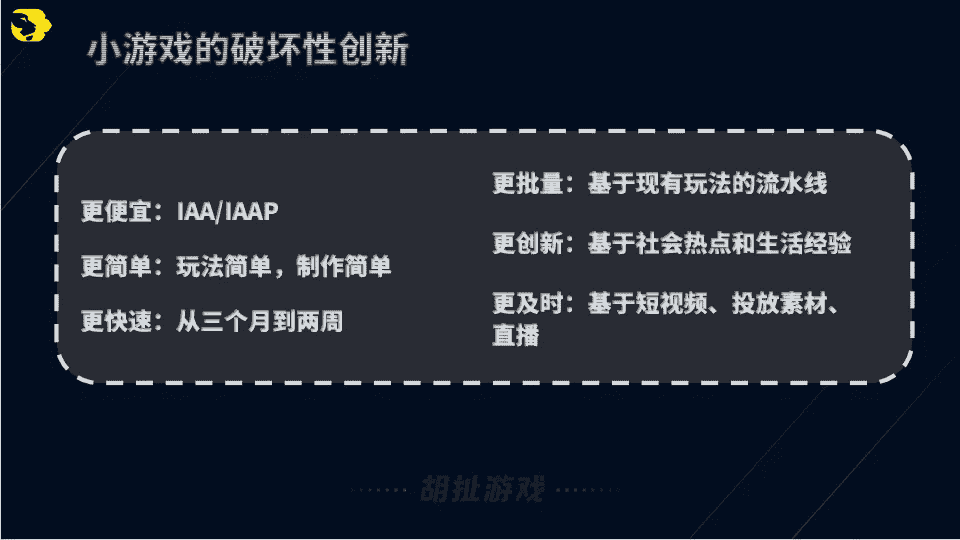 小游戏的破坏性创新
更便宜：IAA/IAAP
更简单：玩法简单，制作简单
更快速：从三个月到两周
更批量：基于现有玩法的流水线
更创新：基于社会热点和生活经验
更及时：基于短视频、投放素材、
直播
胡扯游戏